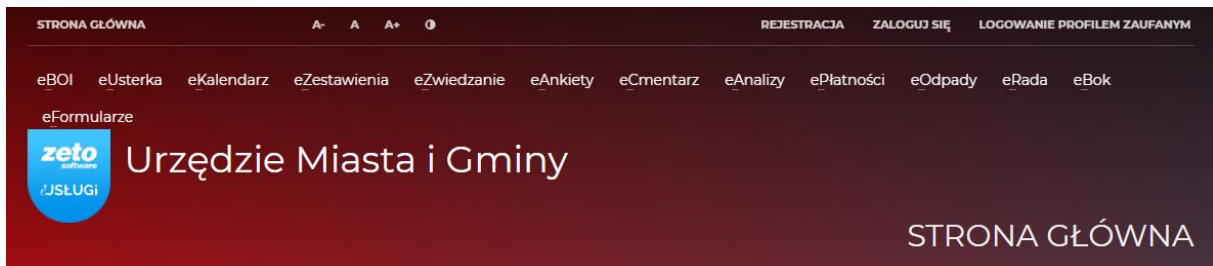 STRONA GŁÓWNA A- A A+ REJESTRACJA ZALOGUJ SIĘ LOGOWANIE PROFILEM ZAUFANYM
eBOI eUsterka eKalendarz eZestawienia eZwiedzanie eAnkiety eCmentarz eAnalizy ePłatności eOdpady eRada eBok
eFormularze
zeto
software
eUSŁUGi
Urzędzie Miasta i Gminy
STRONA GŁÓWNA